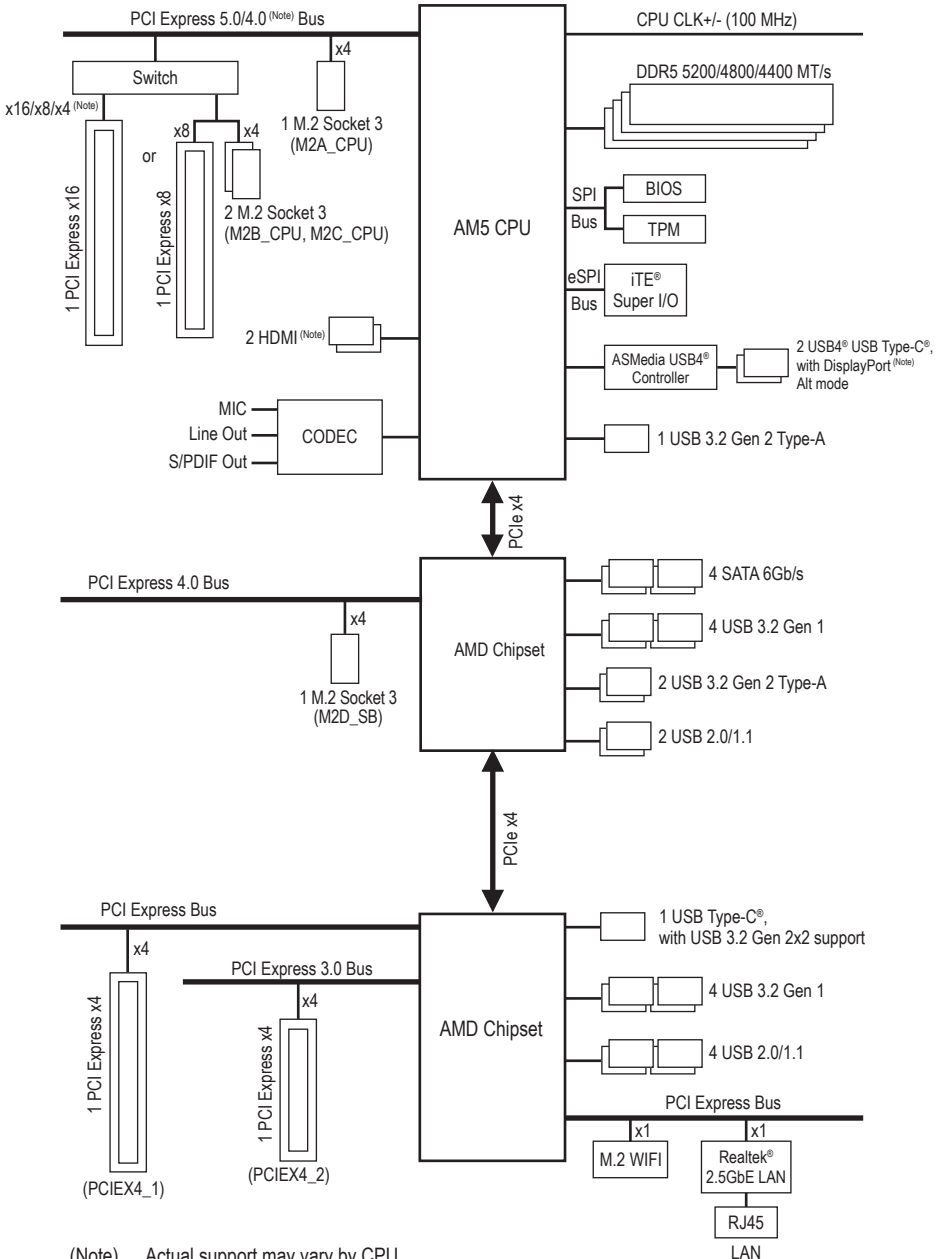 PCI Express 5.0/4.0 (Note) Bus
CPU CLK+/- (100 MHz)
x4
Switch
DDR5 5200/4800/4400 MT/s
x16/x8/x4 (Note)
1 M.2 Socket 3
(M2A_CPU)
x8
x4
or
1 PCI Express x16
1 PCI Express x8
2 M.2 Socket 3
(M2B_CPU, M2C_CPU)
AM5 CPU
SPI
Bus
BIOS
TPM
eSPI
Bus
iTE®
Super I/O
2 HDMI (Note)
ASMedia USB4®
Controller
2 USB4® USB Type-C®,
with DisplayPort (Note)
Alt mode
MIC
Line Out
S/PDIF Out
CODEC
1 USB 3.2 Gen 2 Type-A
PCIe x4
PCI Express 4.0 Bus
x4
1 M.2 Socket 3
(M2D_SB)
AMD Chipset
4 SATA 6Gb/s
4 USB 3.2 Gen 1
2 USB 3.2 Gen 2 Type-A
2 USB 2.0/1.1
PCIe x4
PCI Express Bus
x4
1 PCI Express x4
(PCIEX4_1)
PCI Express 3.0 Bus
x4
1 PCI Express x4
(PCIEX4_2)
AMD Chipset
1 USB Type-C®,
with USB 3.2 Gen 2x2 support
4 USB 3.2 Gen 1
4 USB 2.0/1.1
PCI Express Bus
x1
x1
M.2 WIFI
Realtek®
2.5GbE LAN
RJ45
LAN
(Note) Actual support may vary by CPU.